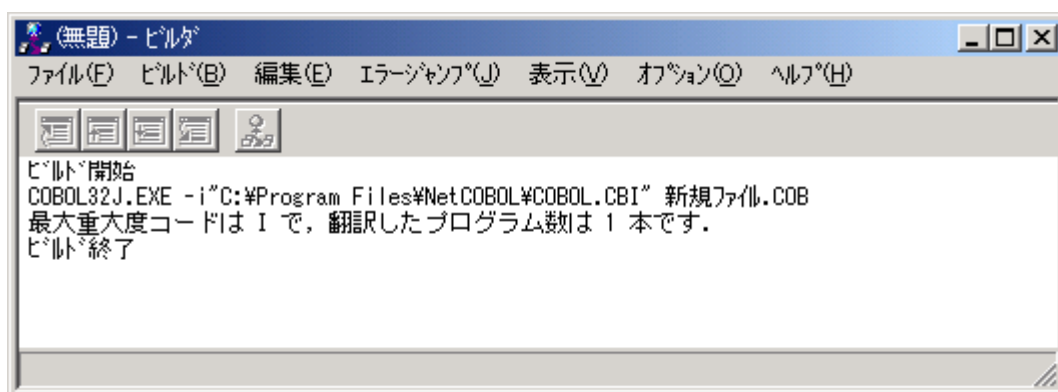 (無題) - ﾋﾞﾙﾀﾞ
ﾌｧｲﾙ(F) ﾋﾞﾙﾄﾞ(B) 編集(E) ｴﾗｰｼﾞｬﾝﾌﾟ(J) 表示(V) ｵﾌﾟｼｮﾝ(O) ﾍﾙﾌﾟ(H)
ﾋﾞﾙﾄﾞ開始
COBOL32J.EXE -i"C:¥Program Files¥NetCOBOL¥COBOL.CBI" 新規ﾌｧｲﾙ.COB
最大重大度コードは I で，翻訳したプログラム数は 1 本です．
ﾋﾞﾙﾄﾞ終了